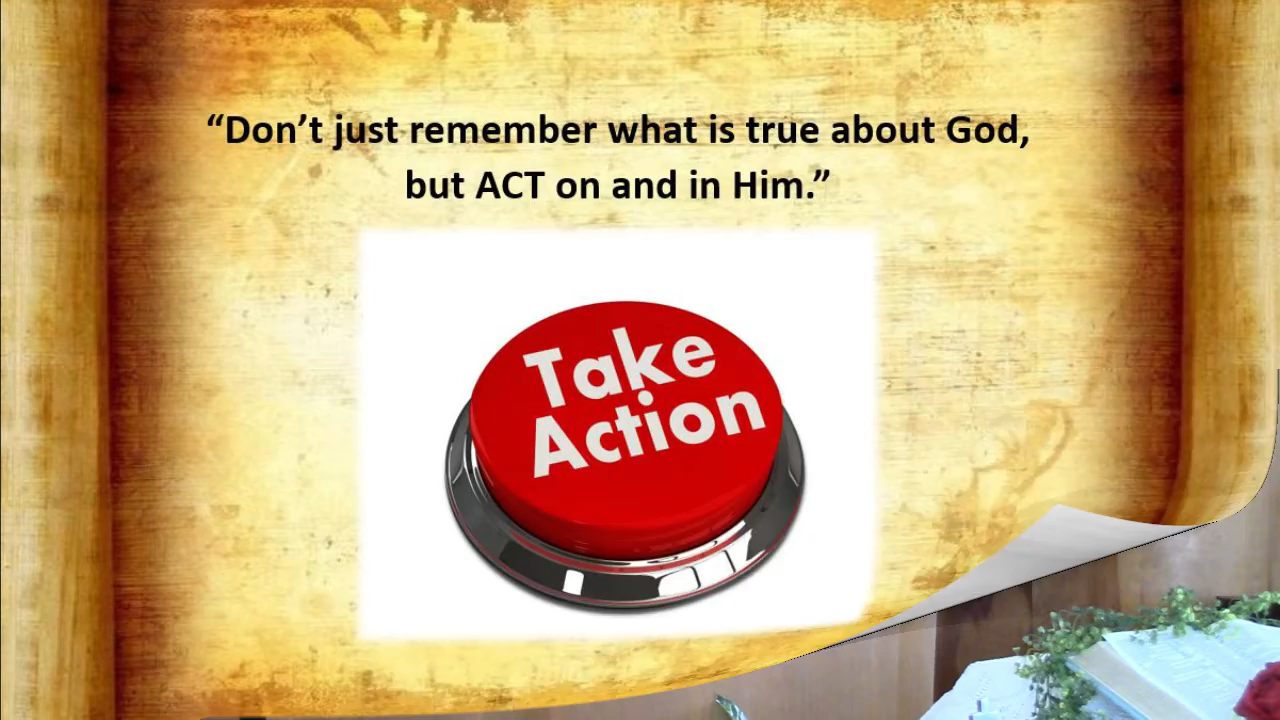 “Don’t just remember what is true about God,
but ACT on and in Him.”
Take
Action